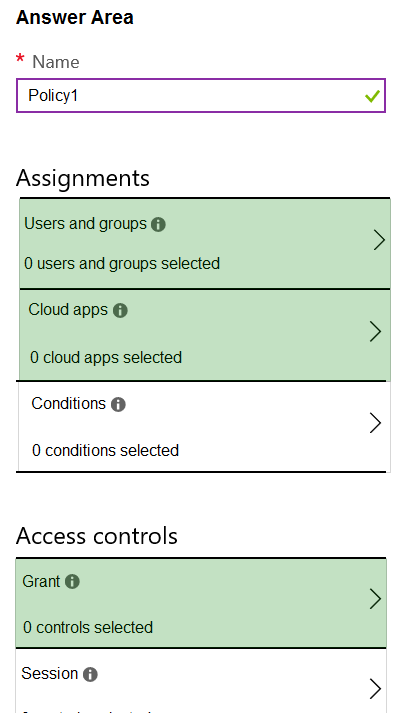 Answer Area
* Name
Policy1
Assignments
Users and groups
0 users and groups selected
Cloud apps
0 cloud apps selected
Conditions
0 conditions selected
Access controls
Grant
0 controls selected
Session